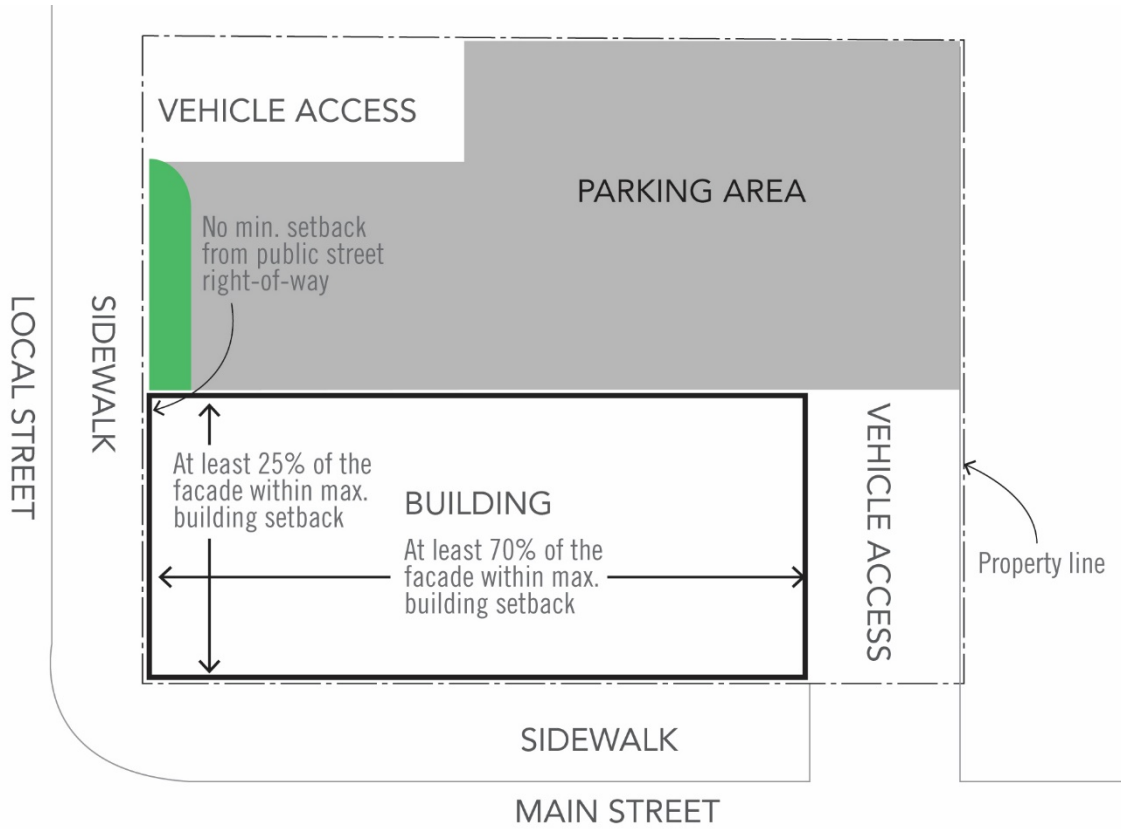 VEHICLE ACCESS
PARKING AREA
No min. setback
from public street
right-of-way
LOCAL STREET
SIDEWALK
At least 25% of the
facade within max.
building setback
BUILDING
At least 70% of the
facade within max.
building setback
VEHICLE ACCESS
Property line
SIDEWALK
MAIN STREET